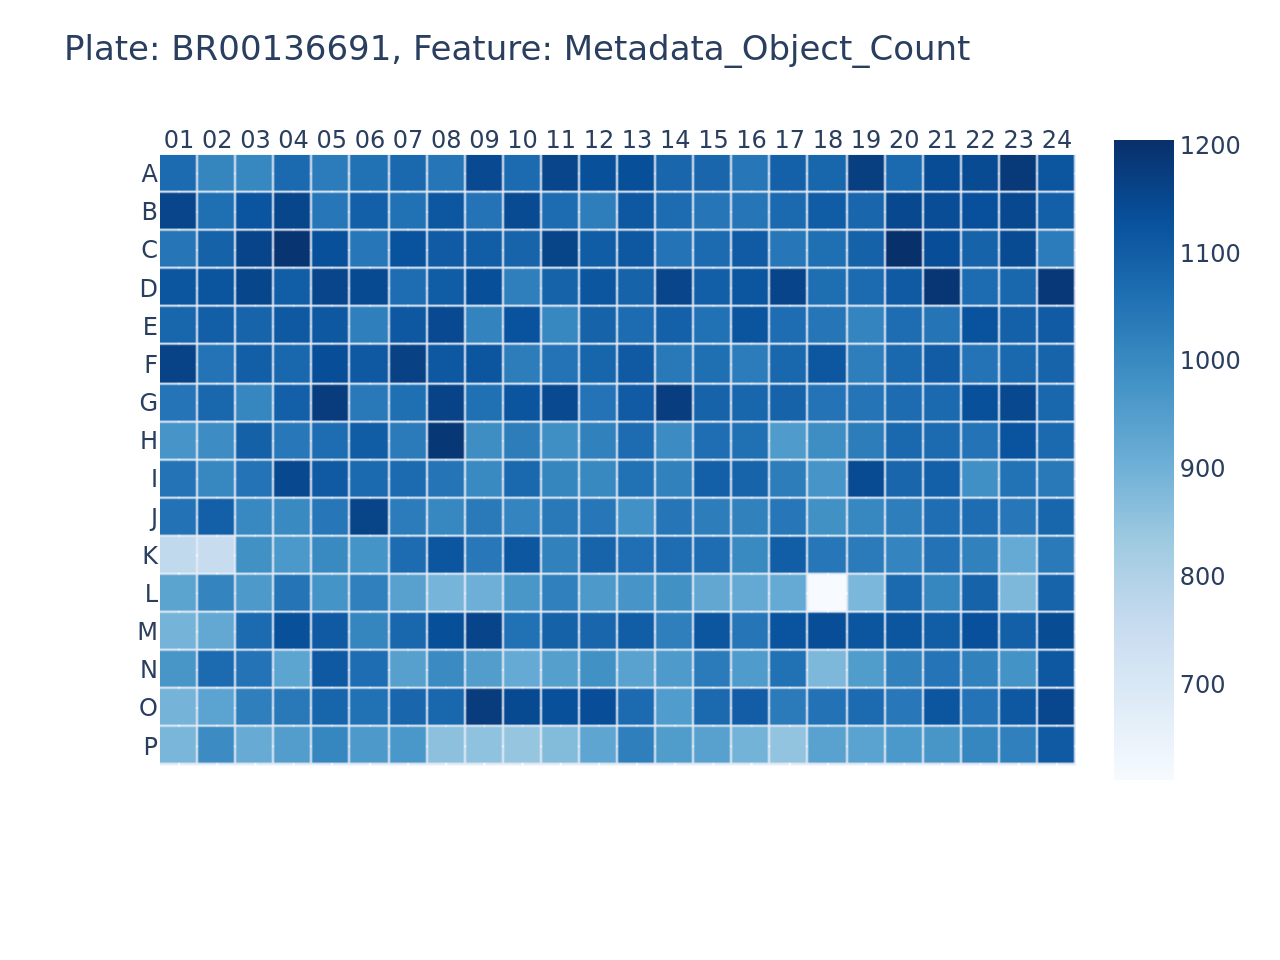 Plate: BR00136691, Feature: Metadata_Object_Count
01 02 03 04 05 06 07 08 09 10 11 12 13 14 15 16 17 18 19 20 21 22 23 24
A
B
C
D
E
F
G
H
I
J
K
L
M
N
O
P
1200
1100
1000
900
800
700